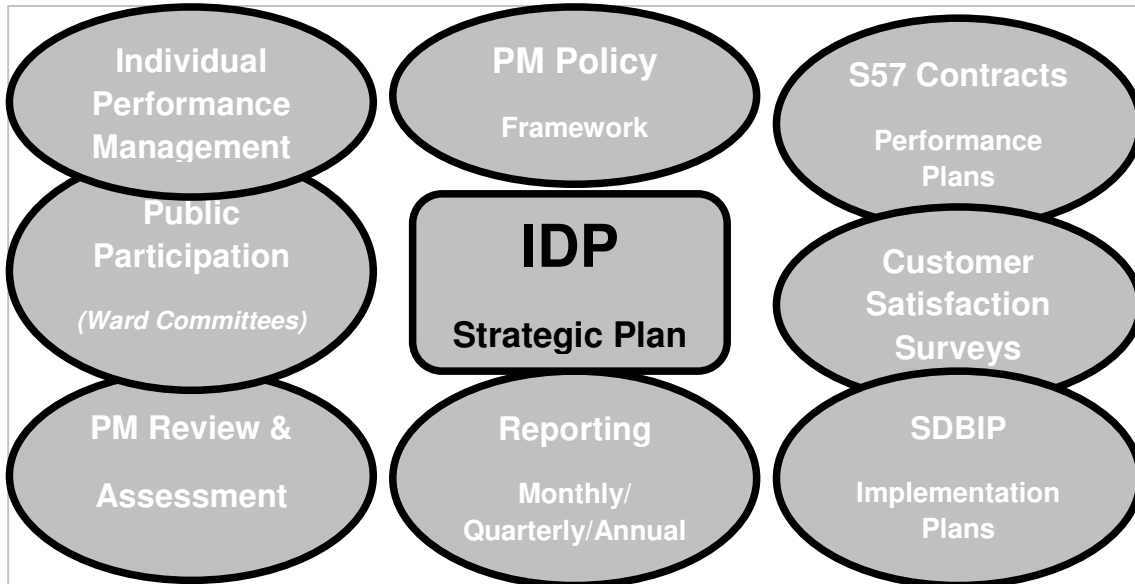 Individual
Performance
Management
PM Policy
Framework
S57 Contracts
Performance
Plans
Public
Participation
(Ward Committees)
IDP
Strategic Plan
Customer
Satisfaction
Surveys
PM Review &
Assessment
Reporting
Monthly/
Quarterly/Annual
SDBIP
Implementation
Plans